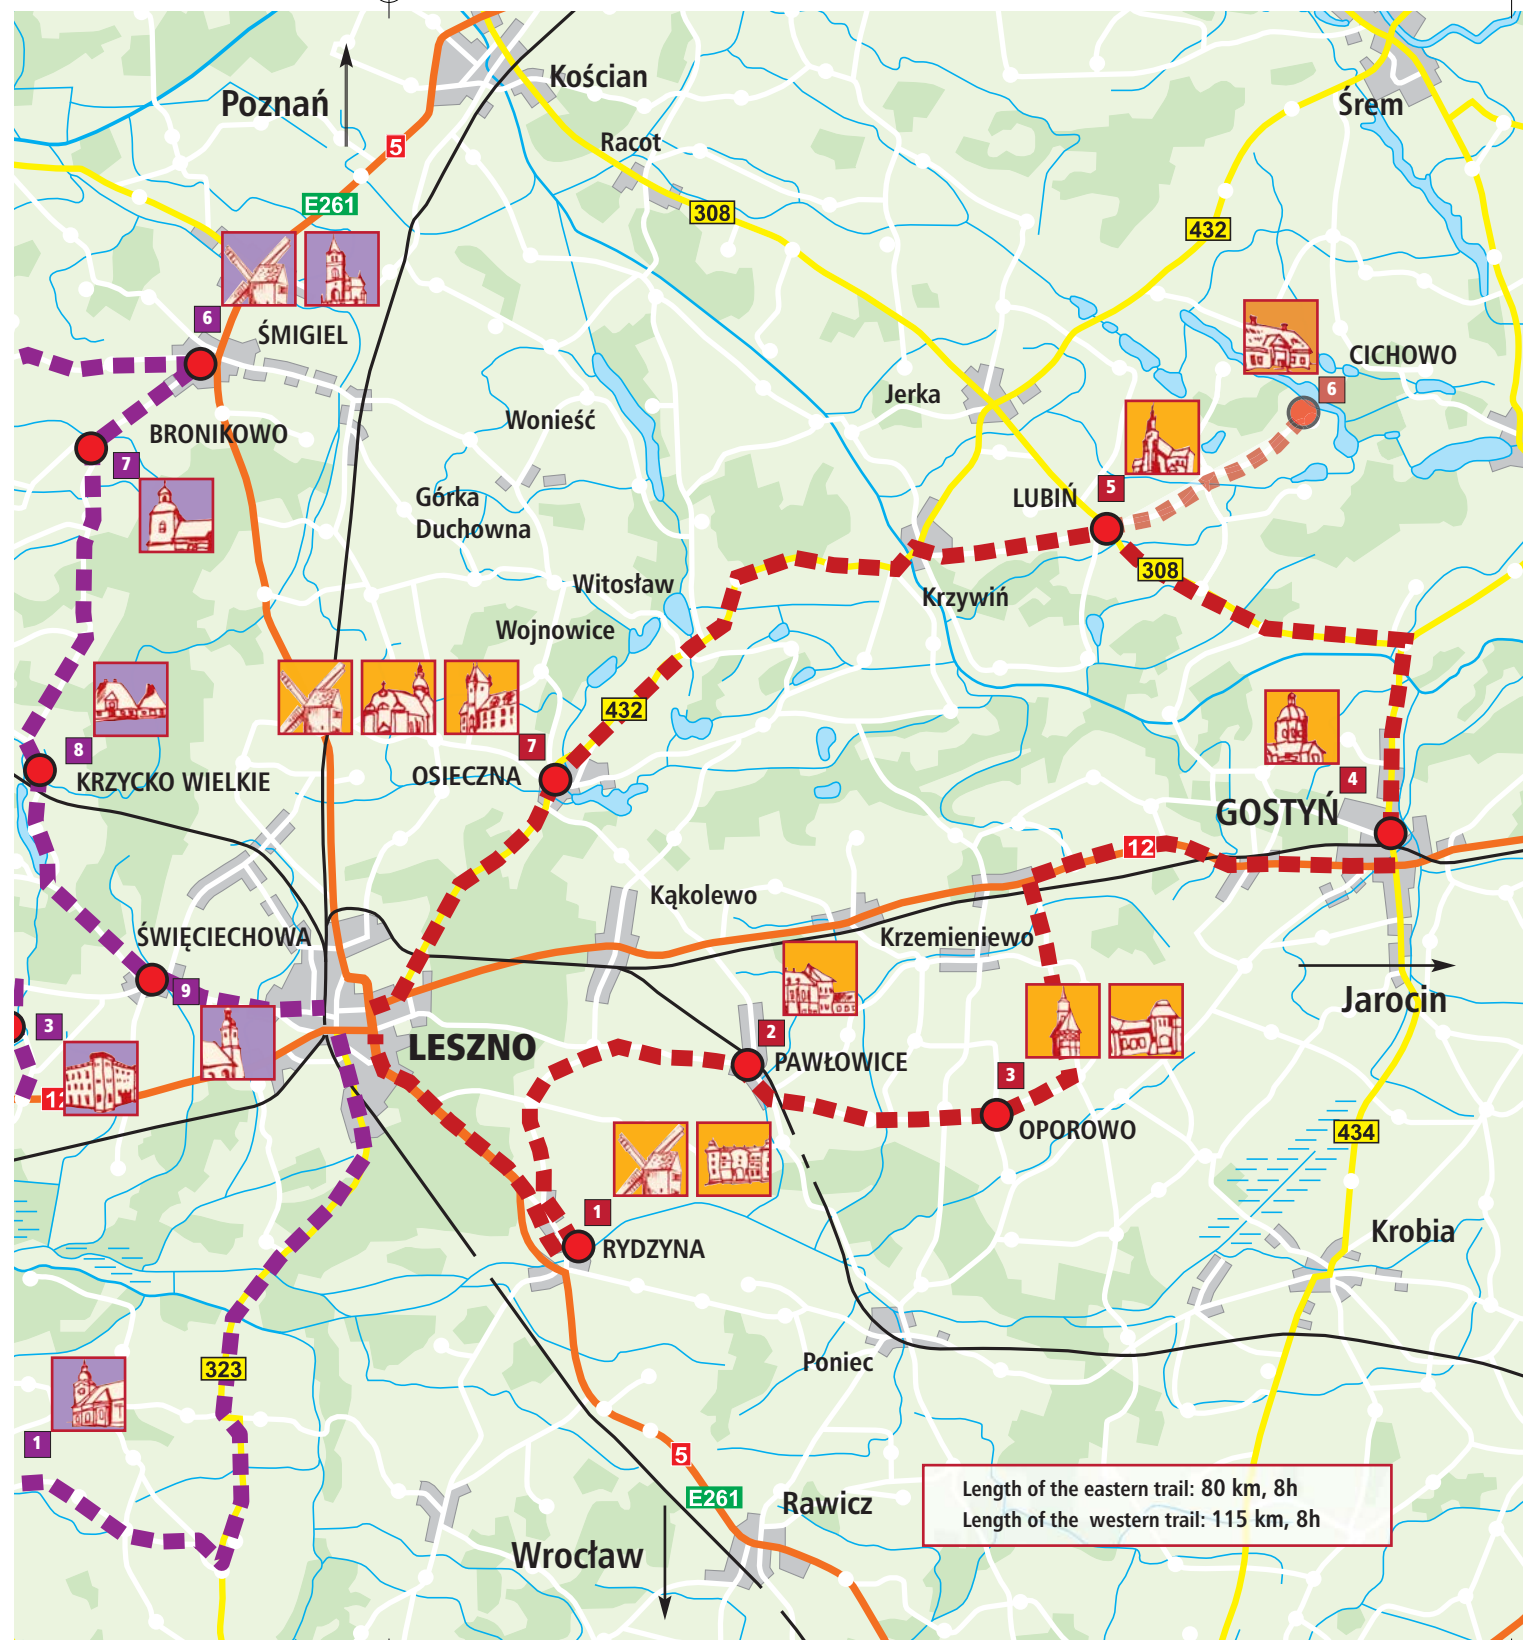 Kościan
Poznań
Śrem
5
Racot
E261
308
432
6
ŚMIGIEL
CICHOWO
6
Jerka
Wonieść
BRONIKOWO
7
5
LUBIŃ
Górka
Duchowna
308
Witosław
Krzywiń
Wojnowice
432
7
8
OSIECZNA
KRZYCKO WIELKIE
4
GOSTYŃ
12
Kąkolewo
ŚWIĘCIECHOWA
Krzemieniewo
9
Jarocin
3
2
LESZNO
PAWŁOWICE
3
12
OPOROWO
434
1
Krobia
RYDZYNA
323
Poniec
1
5
Length of the eastern trail: 80 km, 8h
E261
Rawicz
Length of the western trail: 115 km, 8h
Wrocław